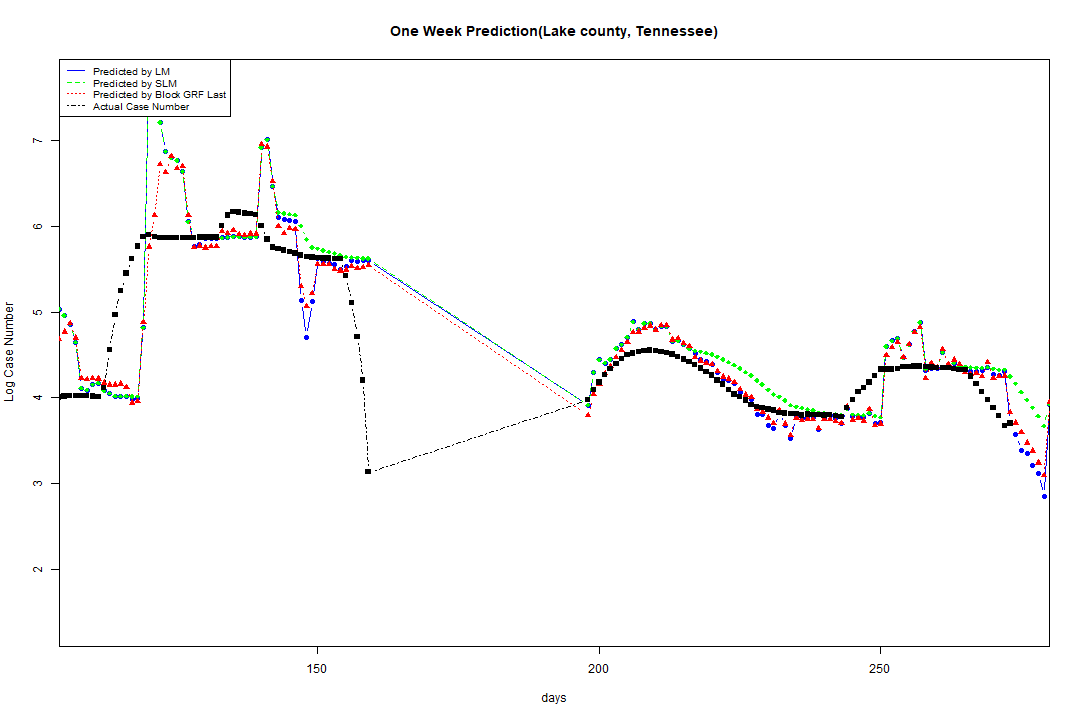 One Week Prediction(Lake county, Tennessee)
Predicted by LM
Predicted by SLM
Predicted by Block GRF Last
Actual Case Number
7
6
5
4
3
2
Log Case Number
150
200
250
days